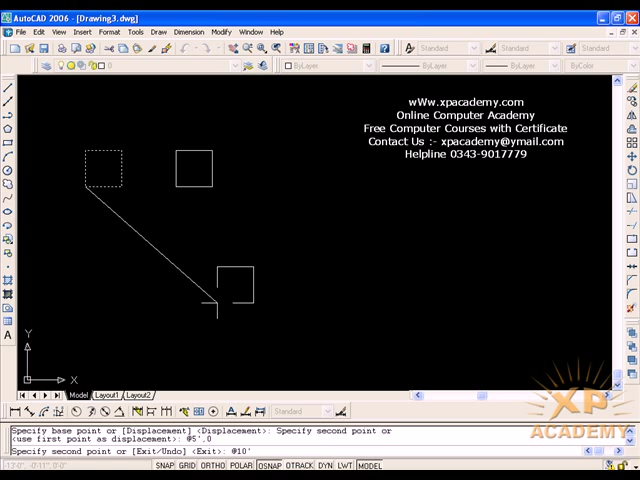 AutoCAD 2006 - [Drawing3.dwg]
File Edit View Insert Format Tools Draw Dimension Modify Window Help
Standard Standard Standard
0 ByLayer ByLayer ByLayer ByColor
wWw.xpacademy.com
Online Computer Academy
Free Computer Courses with Certificate
Contact Us :- xpacademy@ymail.com
Helpline 0343-9017779
Y
X
Model Layout1 Layout2
Standard
XP
ACADEMY
Specify base point or [Displacement] <Displacement>: Specify second point or
<use first point as displacement>: @5',0
Specify second point or [Exit/Undo] <Exit>: @10'
SNAP GRID ORTHO POLAR OSNAP OTRACK DYN LWT MODEL